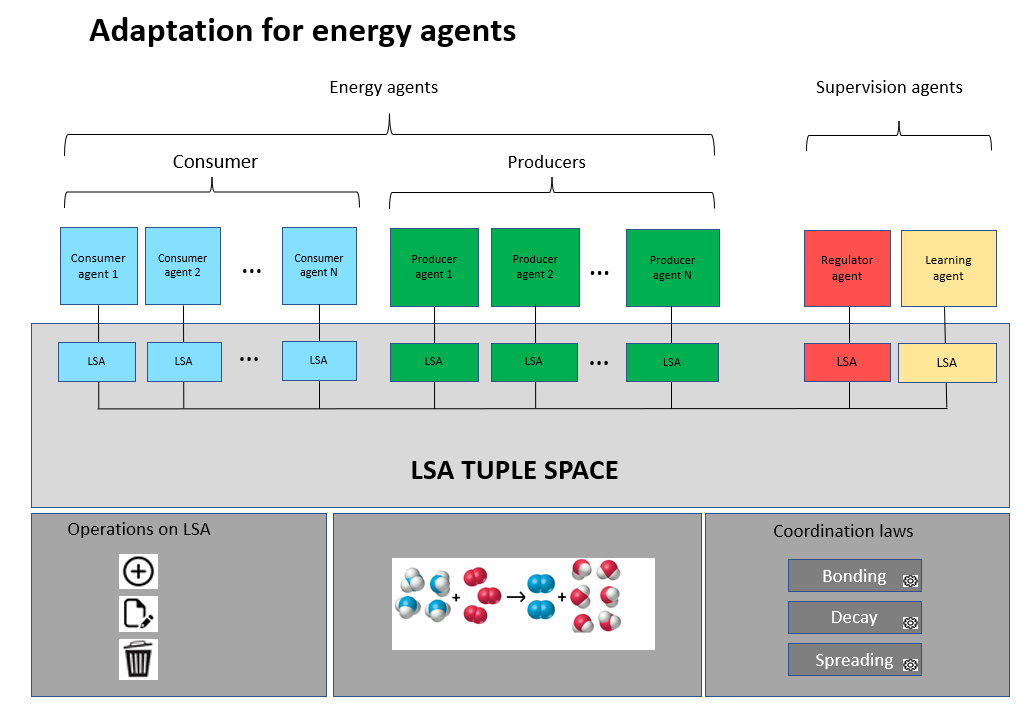 Adaptation for energy agents
Energy agents
Supervision agents
Consumer
Producers
Consumer
agent 1
Consumer
agent 2
...
Consumer
agent N
Producer
agent 1
Producer
agent 2
...
Producer
agent N
Regulator
agent
Learning
agent
LSA
LSA
...
LSA
LSA
LSA
...
LSA
LSA
LSA
LSA TUPLE SPACE
Operations on LSA
+
+
Coordination laws
Bonding
Decay
Spreading